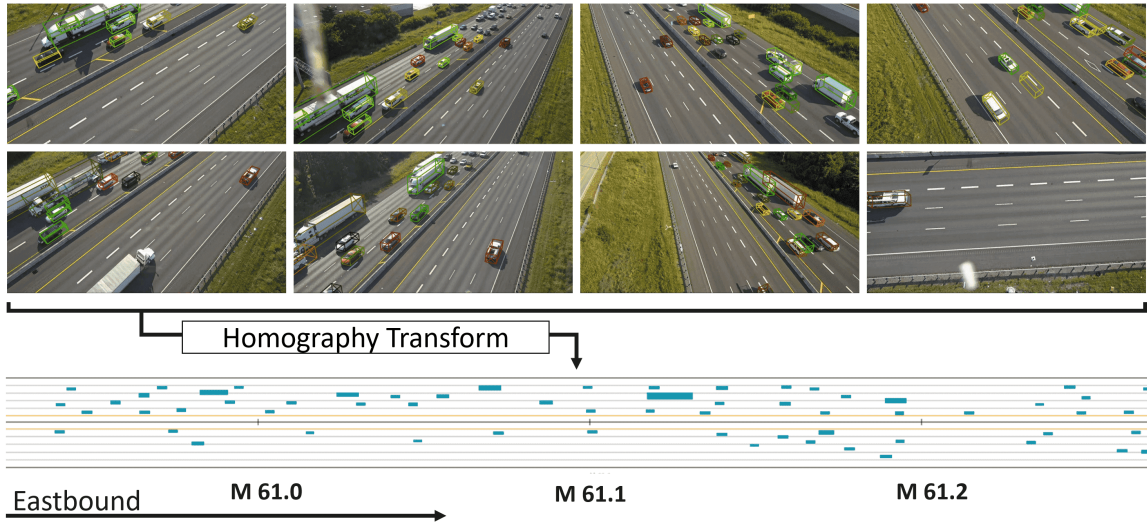 Homography Transform
M 61.0
M 61.1
M 61.2
Eastbound